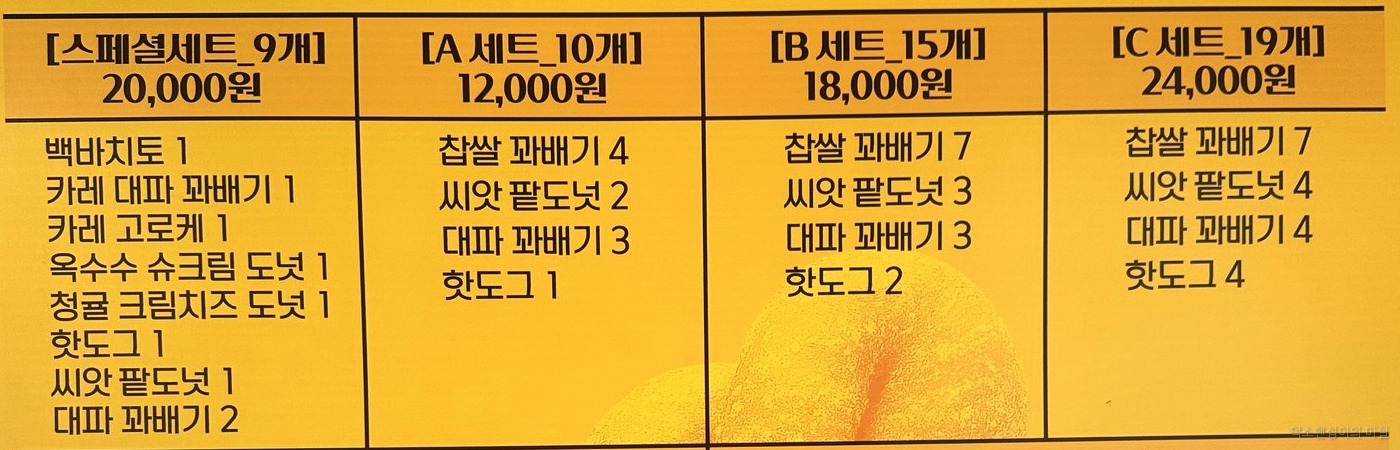 [스페셜세트_9개]
20,000원
백바치토 1
카레 대파 꽈배기 1
카레 고로케 1
옥수수 슈크림 도넛 1
청귤 크림치즈 도넛 1
핫도그 1
씨앗 팥도넛 1
대파 꽈배기 2
[A 세트_10개]
12,000원
찹쌀 꽈배기 4
씨앗 팥도넛 2
대파 꽈배기 3
핫도그 1
[B 세트_15개]
18,000원
찹쌀 꽈배기 7
씨앗 팥도넛 3
대파 꽈배기 3
핫도그 2
[C 세트_19개]
24,000원
찹쌀 꽈배기 7
씨앗 팥도넛 4
대파 꽈배기 4
핫도그 4